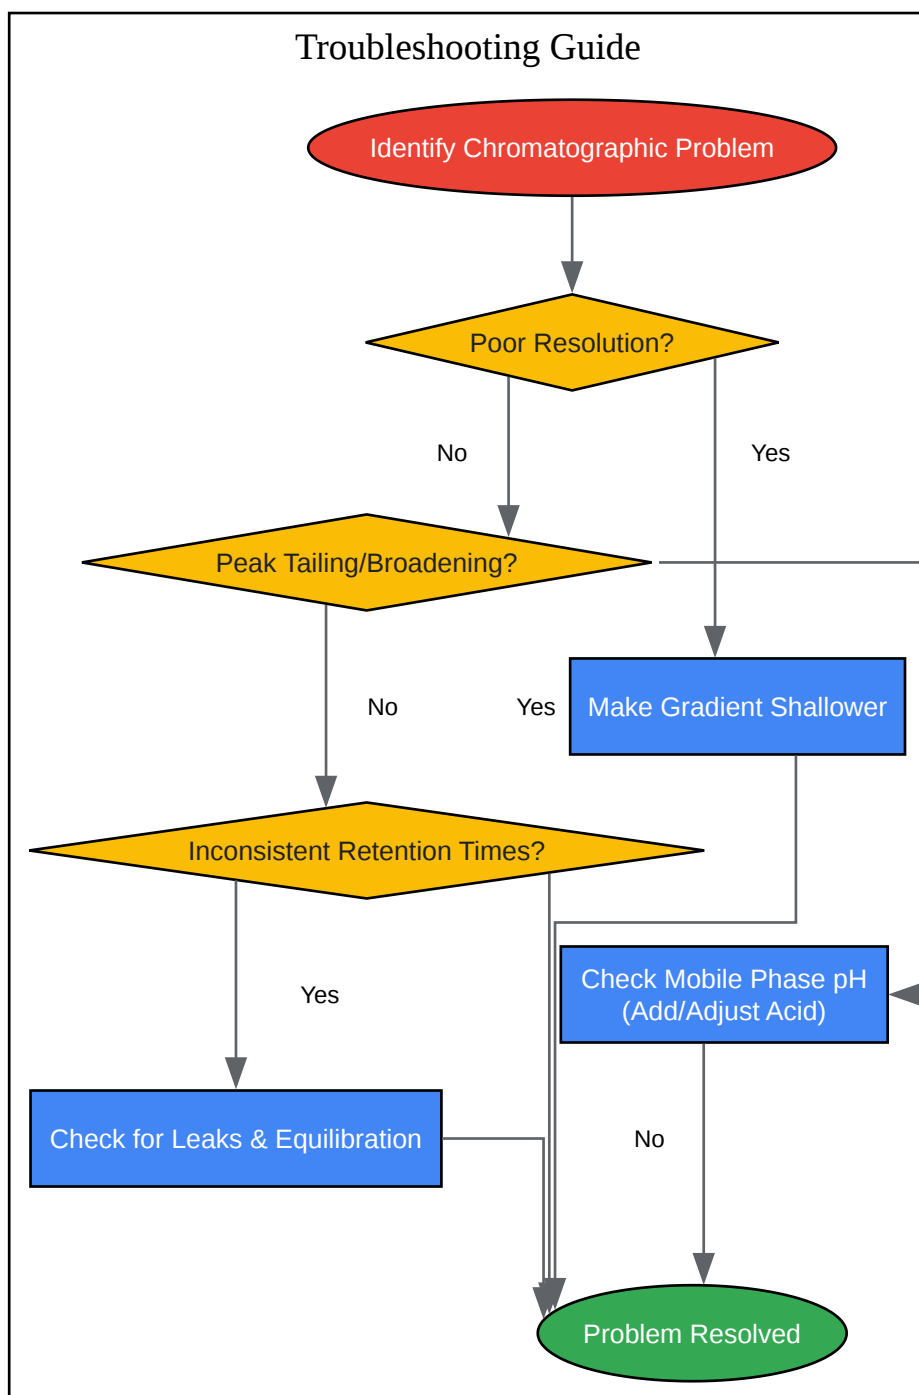 Troubleshooting Guide
Identify Chromatographic Problem
Poor Resolution?
No
Yes
Peak Tailing/Broadening?
No
Yes
Make Gradient Shallower
Inconsistent Retention Times?
Yes
Check Mobile Phase pH
(Add/Adjust Acid)
Check for Leaks & Equilibration
No
Problem Resolved